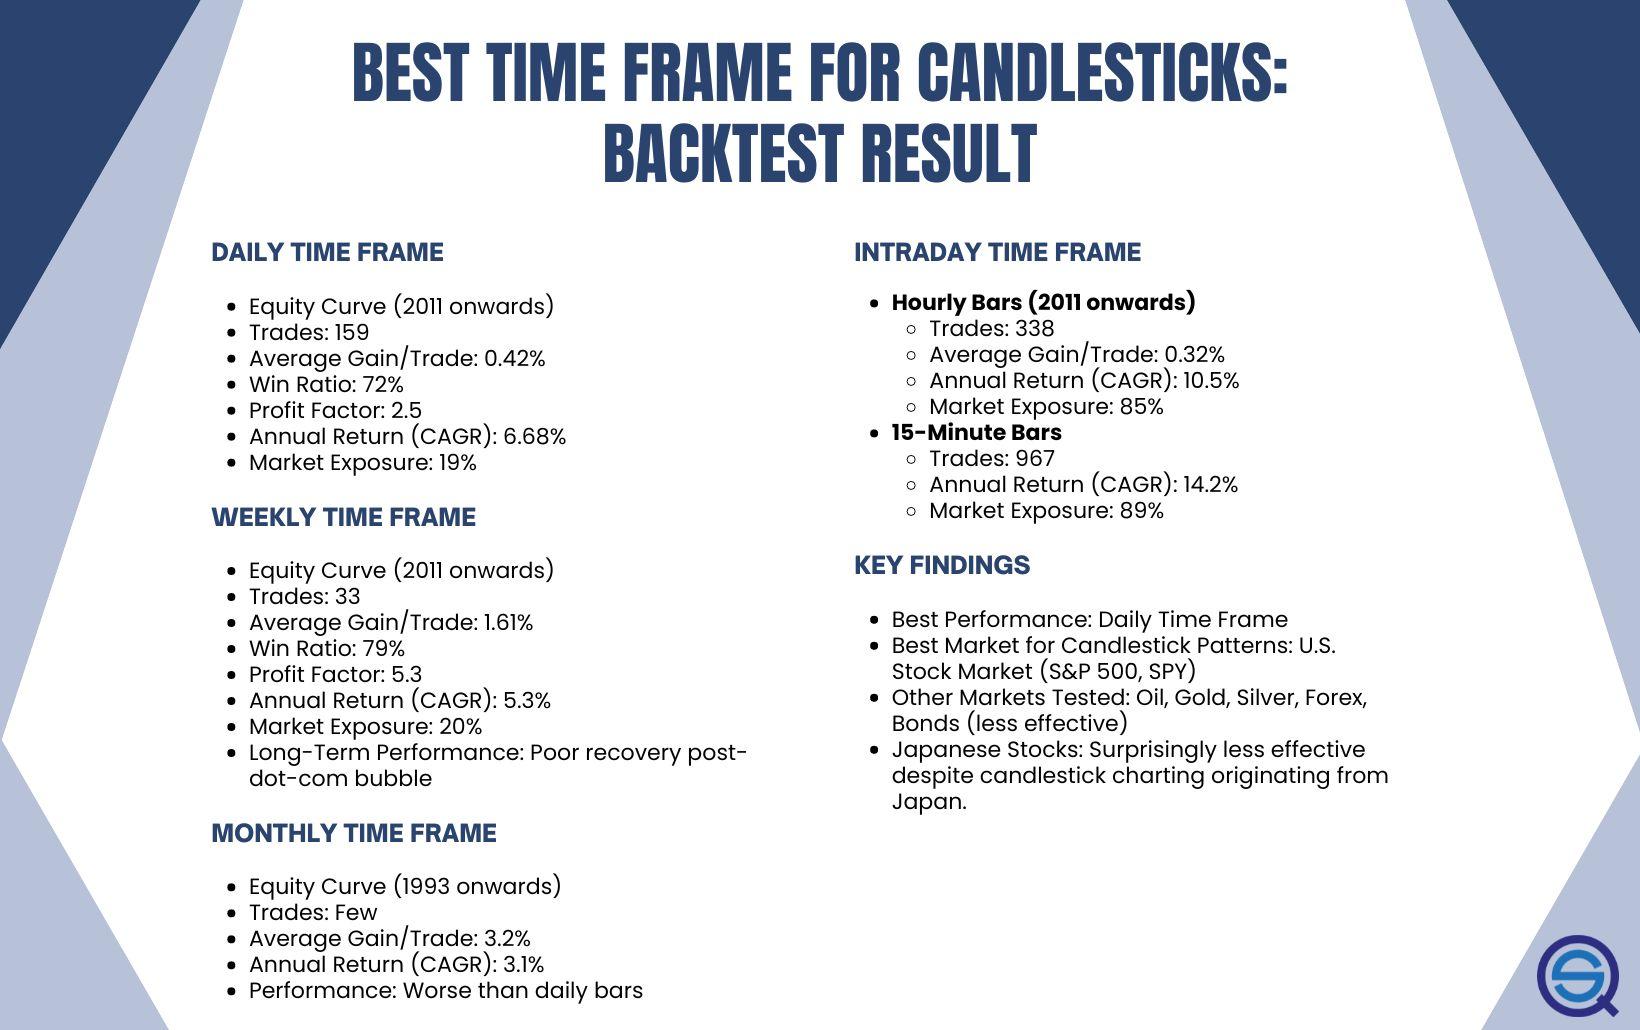 BEST TIME FRAME FOR CANDLESTICKS:
BACKTEST RESULT
DAILY TIME FRAME
• Equity Curve (2011 onwards)
• Trades: 159
• Average Gain/Trade: 0.42%
• Win Ratio: 72%
• Profit Factor: 2.5
• Annual Return (CAGR): 6.68%
• Market Exposure: 19%
WEEKLY TIME FRAME
• Equity Curve (2011 onwards)
• Trades: 33
• Average Gain/Trade: 1.61%
• Win Ratio: 79%
• Profit Factor: 5.3
• Annual Return (CAGR): 5.3%
• Market Exposure: 20%
• Long-Term Performance: Poor recovery post-
dot-com bubble
MONTHLY TIME FRAME
• Equity Curve (1993 onwards)
• Trades: Few
• Average Gain/Trade: 3.2%
• Annual Return (CAGR): 3.1%
• Performance: Worse than daily bars
INTRADAY TIME FRAME
• Hourly Bars (2011 onwards)
○ Trades: 338
○ Average Gain/Trade: 0.32%
○ Annual Return (CAGR): 10.5%
○ Market Exposure: 85%
• 15-Minute Bars
○ Trades: 967
○ Annual Return (CAGR): 14.2%
○ Market Exposure: 89%
KEY FINDINGS
• Best Performance: Daily Time Frame
• Best Market for Candlestick Patterns: U.S.
Stock Market (S&P 500, SPY)
• Other Markets Tested: Oil, Gold, Silver, Forex,
Bonds (less effective)
• Japanese Stocks: Surprisingly less effective
despite candlestick charting originating from
Japan.